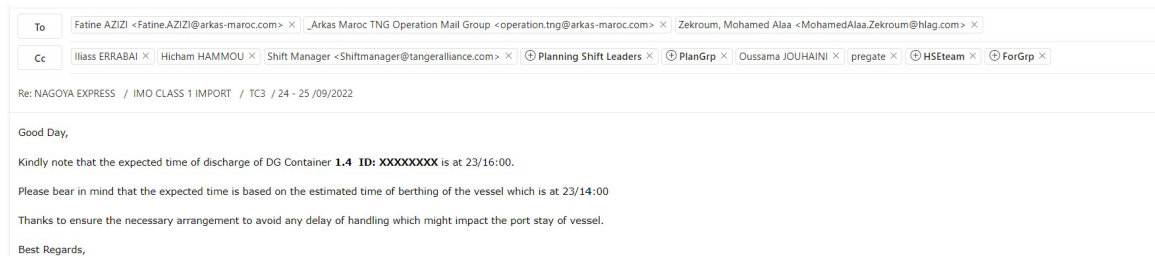 To Fatine AZIZI <Fatine.AZIZI@arkas-maroc.com> × _Arkas Maroc TNG Operation Mail Group <operation.tng@arkas-maroc.com> × Zekroum, Mohamed Alaa <MohamedAlaa.Zekroum@hlag.com> ×
Cc Iliass ERRABAI × Hicham HAMMOU × Shift Manager <Shiftmanager@tangeralliance.com> × Planning Shift Leaders × PlanGrp × Oussama JOUHAINI × pregate × HSEteam × ForGrp ×
Re: NAGOYA EXPRESS / IMO CLASS 1 IMPORT / TC3 / 24 - 25 /09/2022
Good Day,
Kindly note that the expected time of discharge of DG Container 1.4 ID: XXXXXXXX is at 23/16:00.
Please bear in mind that the expected time is based on the estimated time of berthing of the vessel which is at 23/14:00
Thanks to ensure the necessary arrangement to avoid any delay of handling which might impact the port stay of vessel.
Best Regards,